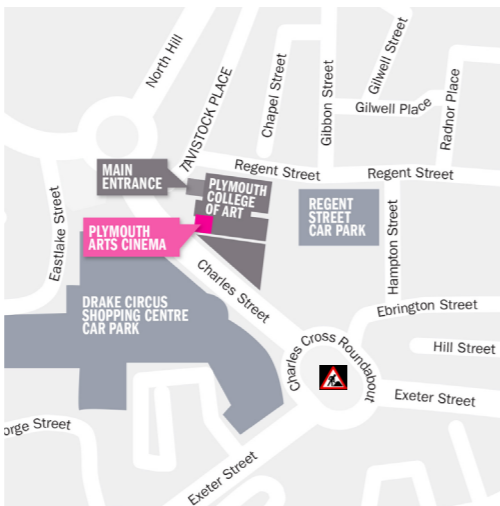 North Hill
TAVISTOCK PLACE
Chapel Street
Gibbon Street
Gilwell Street
Gilwell Place
Radnor Place
Regent Street
Regent Street
MAIN
ENTRANCE
PLYMOUTH
COLLEGE
OF ART
REGENT
STREET
CAR PARK
Hampton Street
Eastlake Street
PLYMOUTH
ARTS CINEMA
Charles Street
DRAKE CIRCUS
SHOPPING CENTRE
CAR PARK
Ebrington Street
Hill Street
Charles Cross Roundabout
Exeter Street
orge Street
Exeter Street